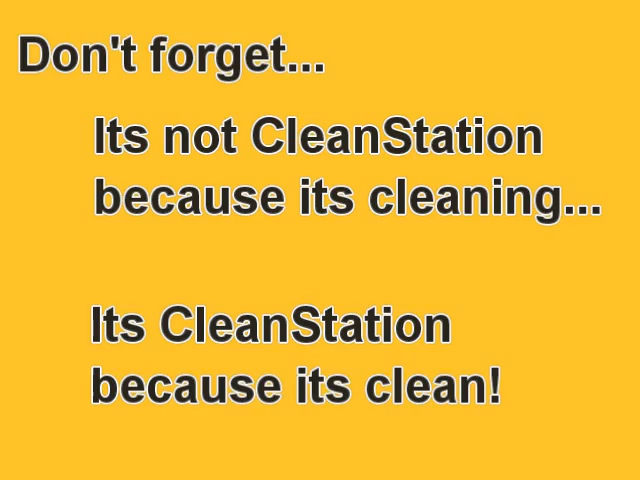 Don't forget...
Its not CleanStation
because its cleaning...
Its CleanStation
because its clean!